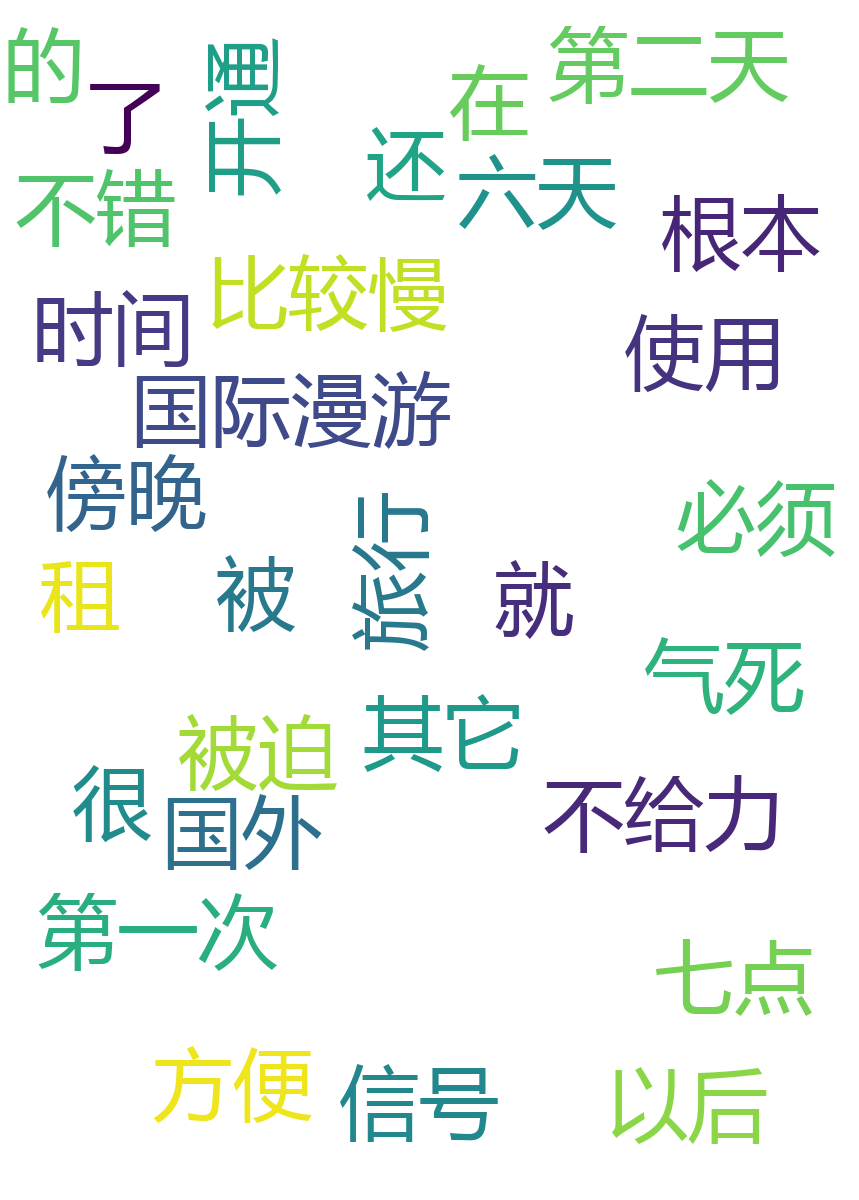 的
了
开通
在
第二天
还
六天
不错
根本
比较慢
时间
使用
国际漫游
傍晚
必须
旅行
租
被
就
气死
其它
被迫
很
国外
不给力
第一次
七点
方便
信号
以后